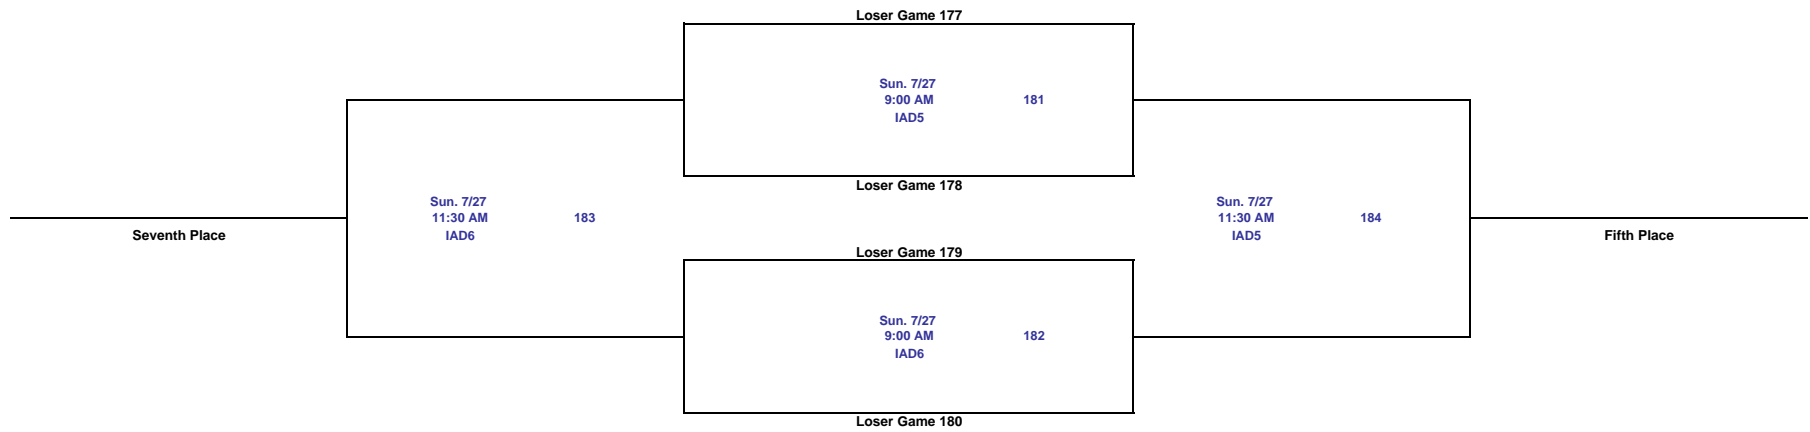 Loser Game 177
Sun. 7/27
9:00 AM 181
IAD5
Loser Game 178
Sun. 7/27
11:30 AM 183
IAD6
Seventh Place
Sun. 7/27
11:30 AM 184
IAD5
Fifth Place
Loser Game 179
Sun. 7/27
9:00 AM 182
IAD6
Loser Game 180